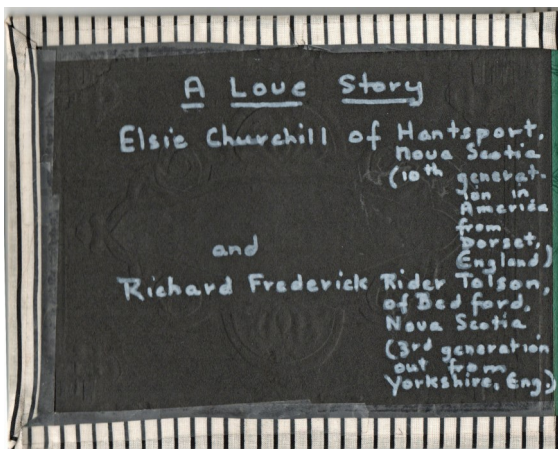 A Love Story
Elsie Churchill of Hantsport,
Nova Scotia
(10th generat-
ion in
America
from
Dorset,
England)
and
Richard Frederick Rider Tolson,
of Bedford,
Nova Scotia
(3rd generation
out from
Yorkshire, Eng.)